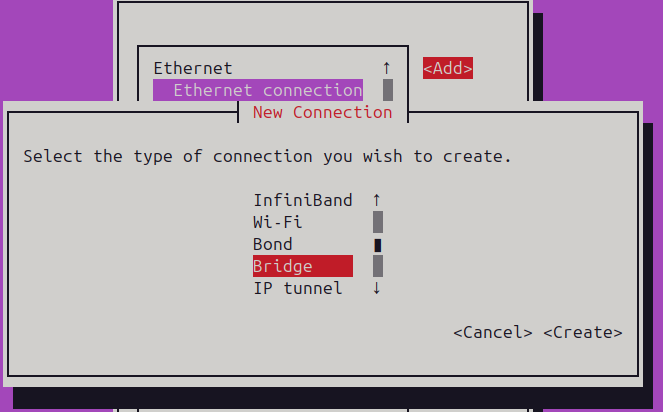 Ethernet ↑ <Add>
Ethernet connection
New Connection
Select the type of connection you wish to create.
InfiniBand ↑
Wi-Fi
Bond
Bridge
IP tunnel ↓
<Cancel> <Create>